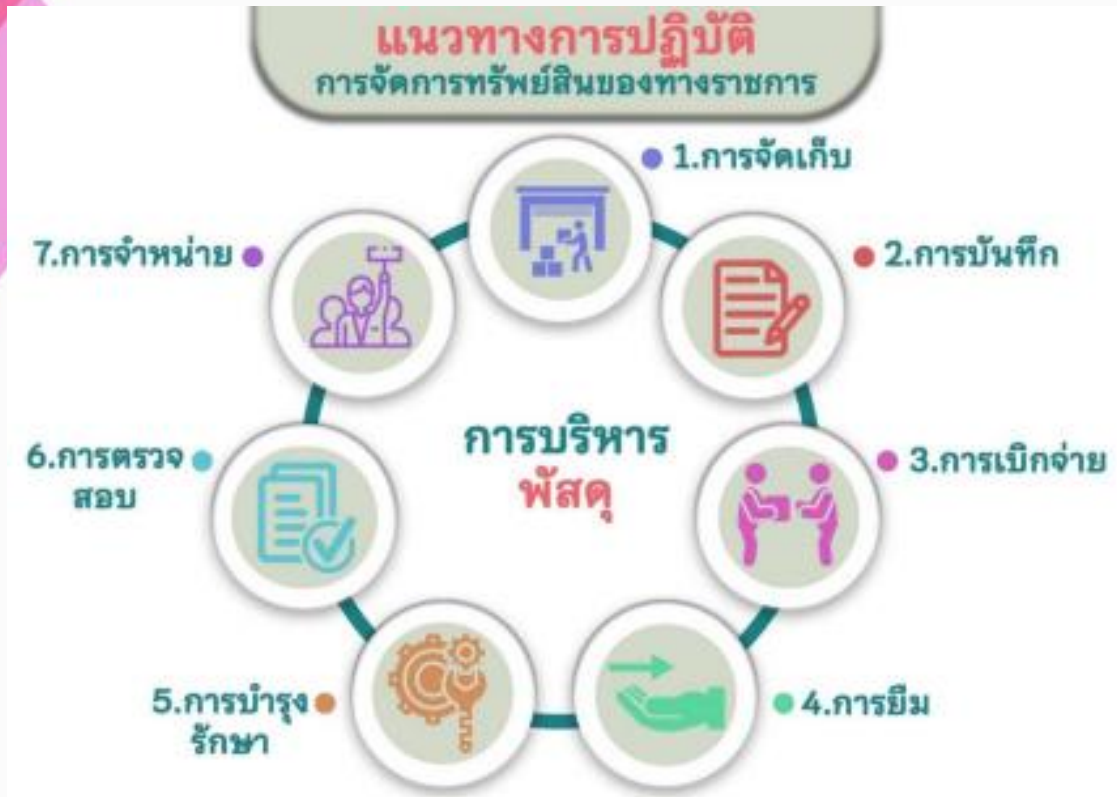 แนวทางการปฏิบัติ
การจัดการทรัพย์สินของทางราชการ
1.การจัดเก็บ
2.การบันทึก
3.การเบิกจ่าย
4.การยืม
5.การบำรุง
รักษา
6.การตรวจ
สอบ
7.การจำหน่าย
การบริหาร
พัสดุ